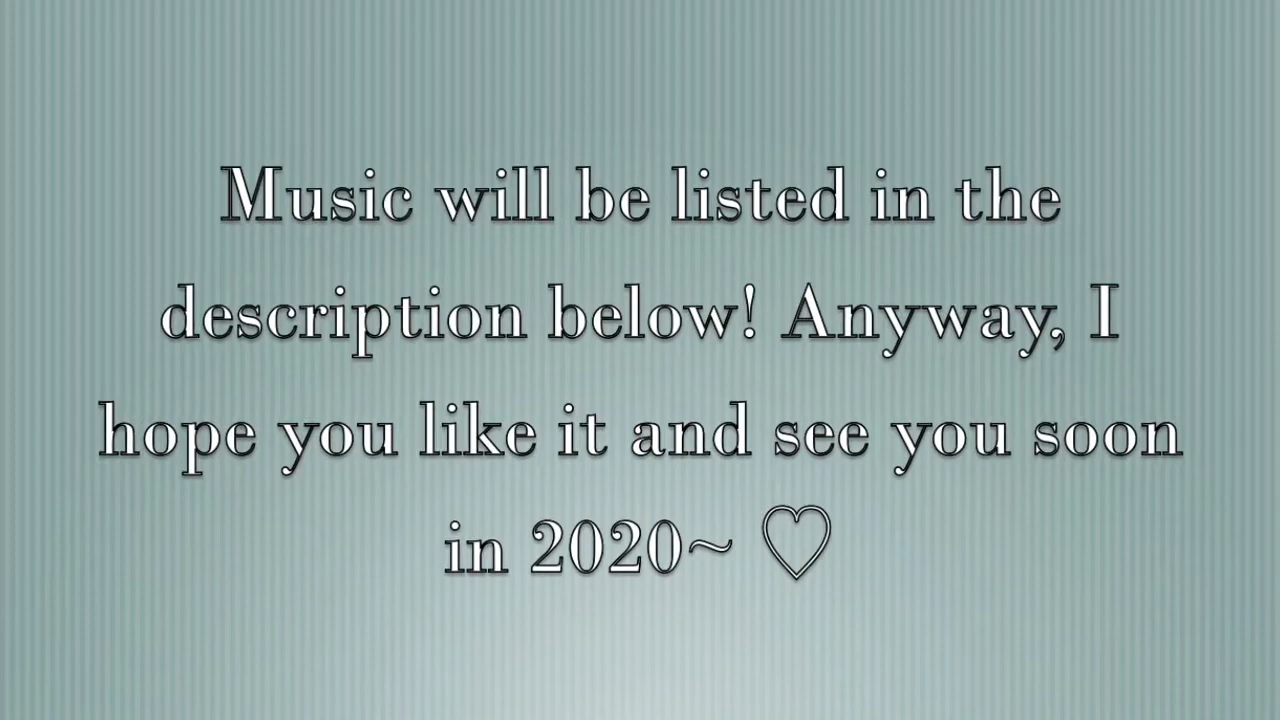 Music will be listed in the
description below! Anyway, I
hope you like it and see you soon
in 2020~ ♡